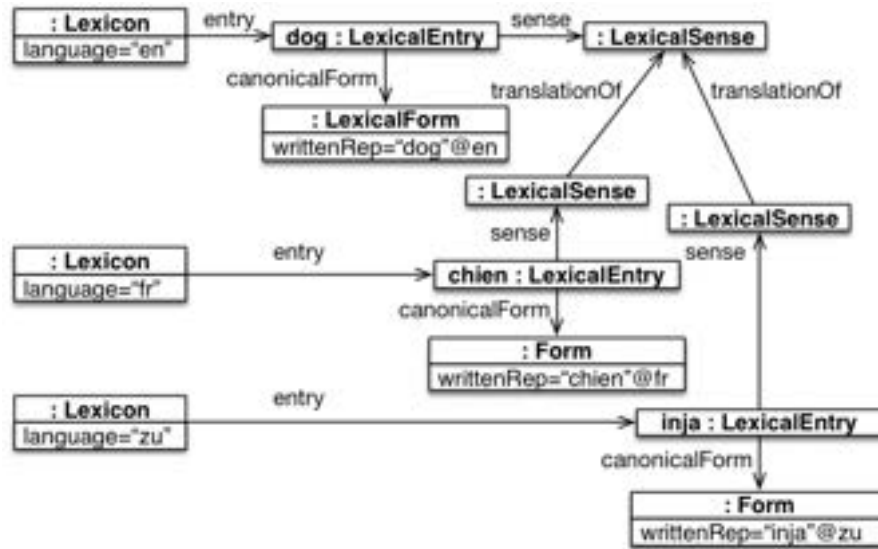 : Lexicon
language="en"
entry
dog : LexicalEntry
sense
: LexicalSense
canonicalForm
translationOf
translationOf
: LexicalForm
writtenRep="dog"@en
: LexicalSense
: LexicalSense
sense
sense
: Lexicon
language="fr"
entry
chien : LexicalEntry
canonicalForm
: Form
writtenRep="chien"@fr
: Lexicon
language="zu"
entry
inja : LexicalEntry
canonicalForm
: Form
writtenRep="inja"@zu